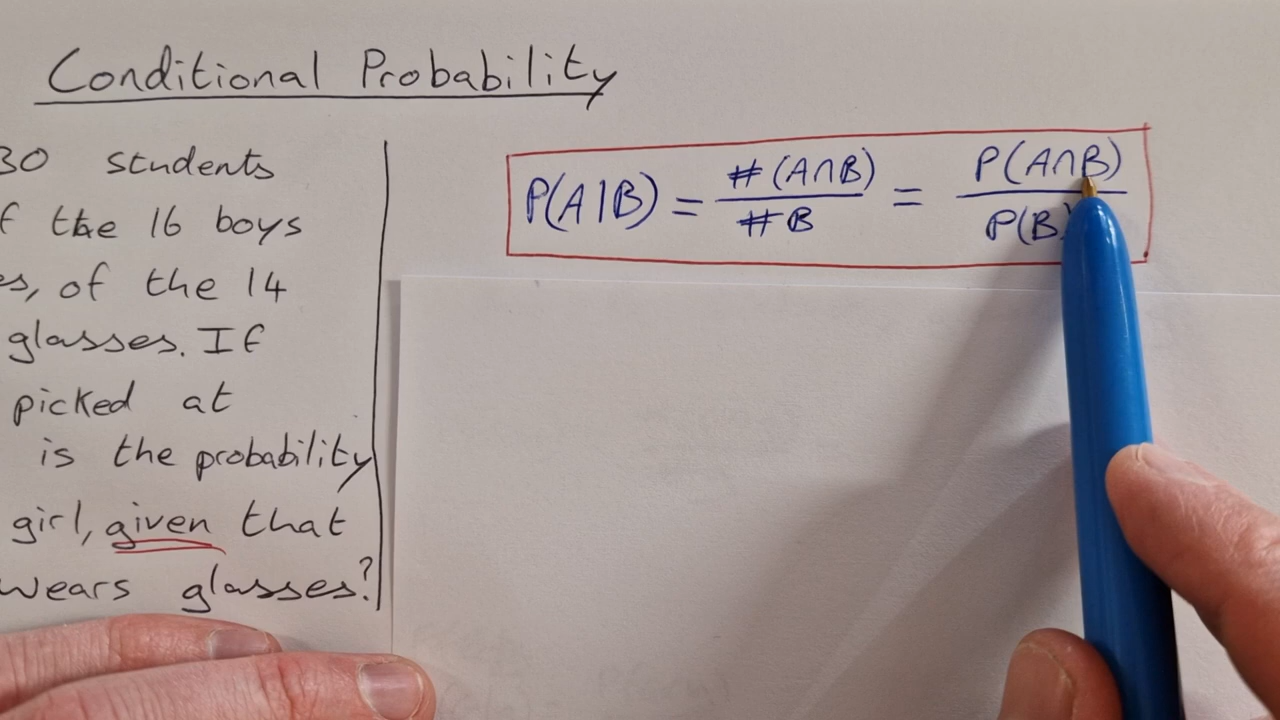 Conditional Probability
30 students
f the 16 boys
es, of the 14
glasses. If
picked at
is the probability
girl, given that
wears glasses?
P(A|B) = #(A∩B) / #B = P(A∩B) / P(B)